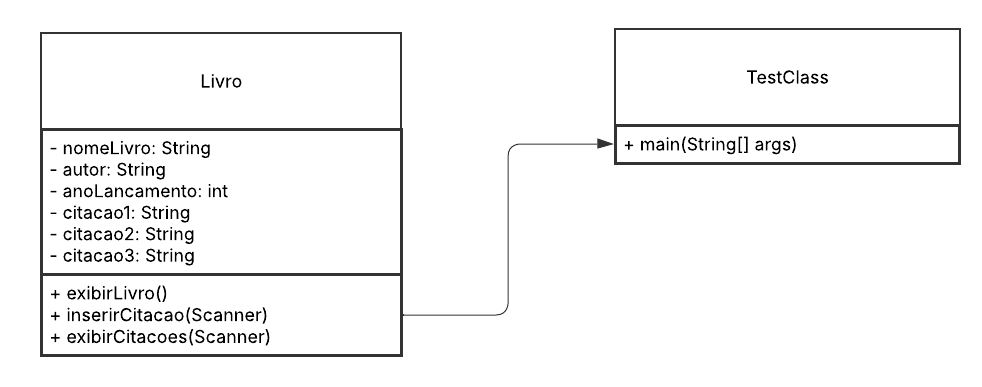 Livro
- nomeLivro: String
- autor: String
- anoLancamento: int
- citacao1: String
- citacao2: String
- citacao3: String
+ exibirLivro()
+ inserirCitacao(Scanner)
+ exibirCitacoes(Scanner)
TestClass
+ main(String[] args)